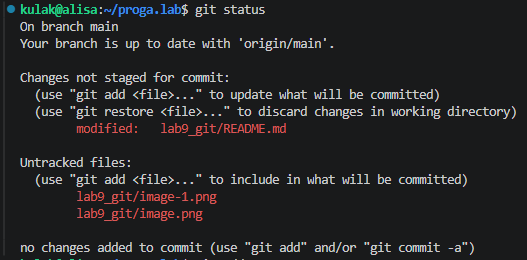 kulak@alisa:~/proga.lab$ git status
On branch main
Your branch is up to date with 'origin/main'.

Changes not staged for commit:
  (use "git add <file>..." to update what will be committed)
  (use "git restore <file>..." to discard changes in working directory)
        modified:   lab9_git/README.md

Untracked files:
  (use "git add <file>..." to include in what will be committed)
        lab9_git/image-1.png
        lab9_git/image.png

no changes added to commit (use "git add" and/or "git commit -a")